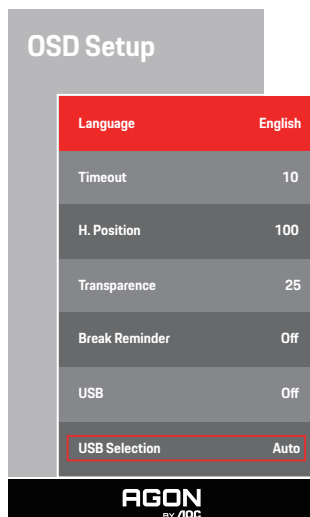 OSD Setup
Language English
Timeout 10
H. Position 100
Transparence 25
Break Reminder Off
USB Off
USB Selection Auto
AGON
BY AOC